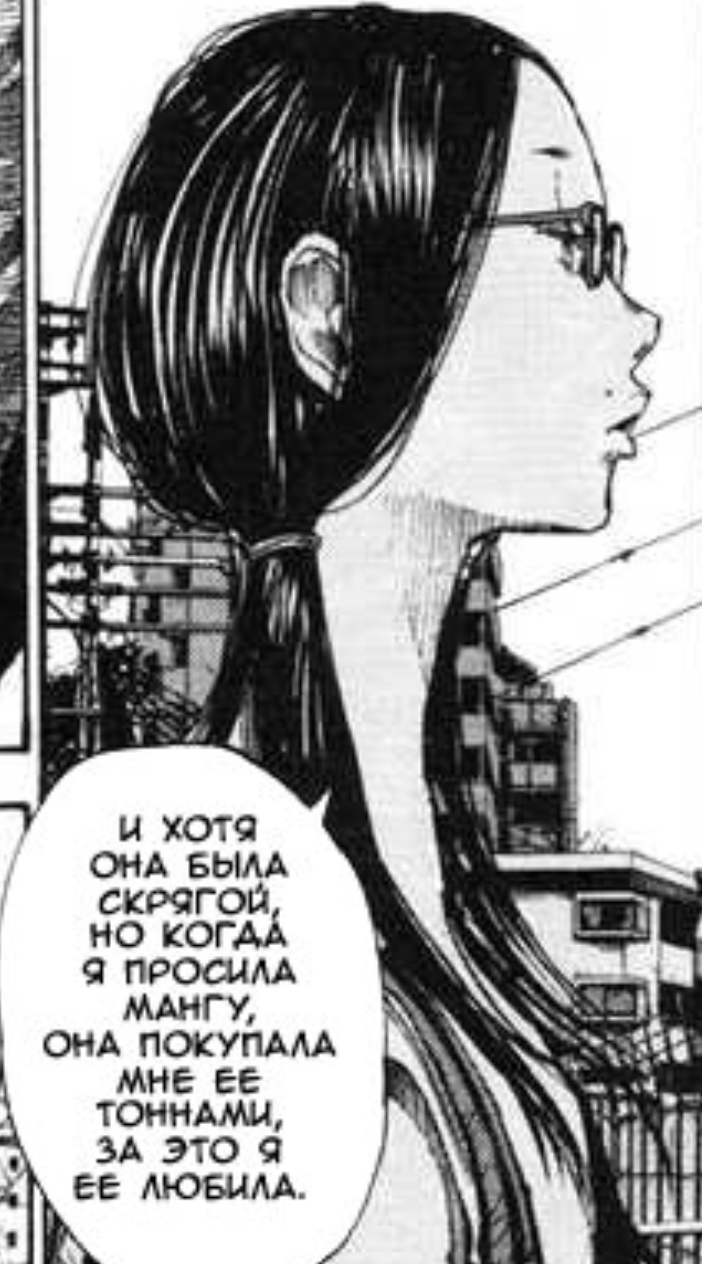 И ХОТЯ
ОНА БЫЛА
СКРЯГОЙ,
НО КОГДА
Я ПРОСИЛА
МАНГУ,
ОНА ПОКУПАЛА
МНЕ ЕЕ
ТОННАМИ,
ЗА ЭТО Я
ЕЕ ЛЮБИЛА.